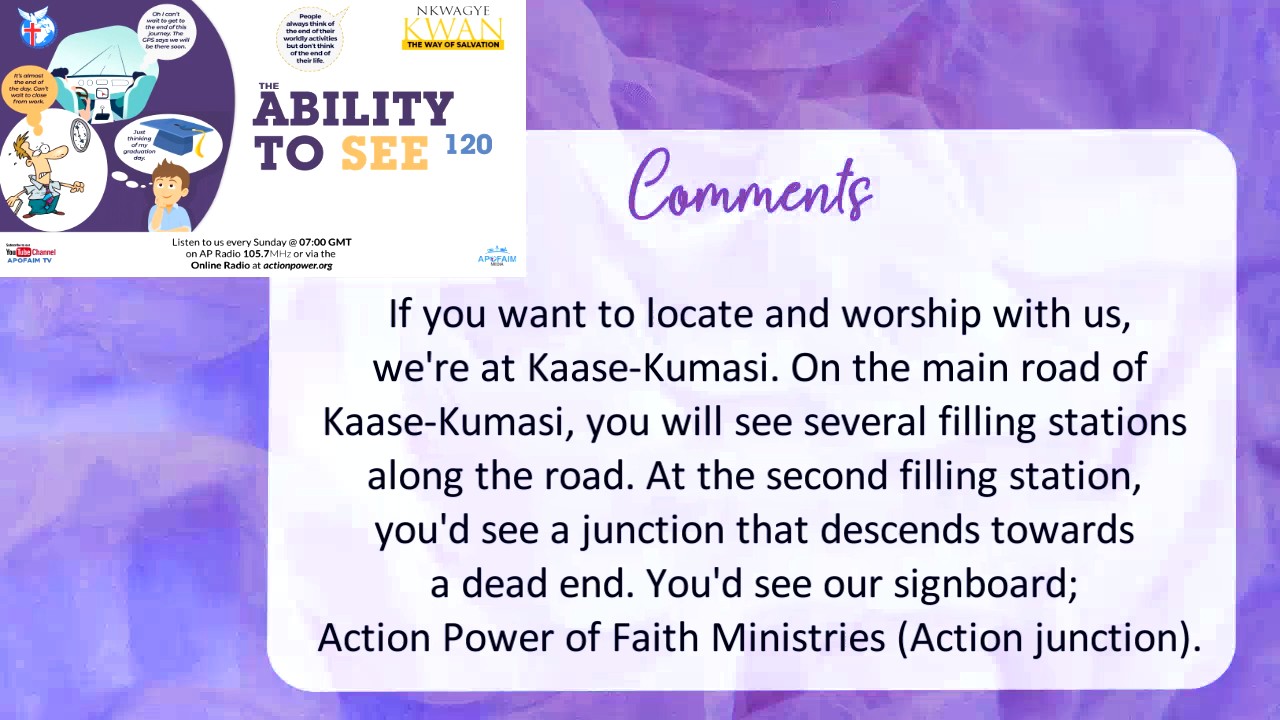 Oh I can't
wait to get to
the end of this
journey. The
GPS says we will
be there soon.
It's almost
the end of
the day. Can't
wait to close
from work.
Just
thinking
of my
graduation
day.
People
always think of
the end of their
worldly activities
but don't think
of the end of
their life.
NKWAGYE
KWAN
THE WAY OF SALVATION
THE
ABILITY
TO SEE 120
Subscribe to our
YouTube Channel
APOFAIM TV
Listen to us every Sunday @ 07:00 GMT
on AP Radio 105.7MHz or via the
Online Radio at actionpower.org
APOFAIM
MEDIA
Comments
If you want to locate and worship with us,
we're at Kaase-Kumasi. On the main road of
Kaase-Kumasi, you will see several filling stations
along the road. At the second filling station,
you'd see a junction that descends towards
a dead end. You'd see our signboard;
Action Power of Faith Ministries (Action junction).